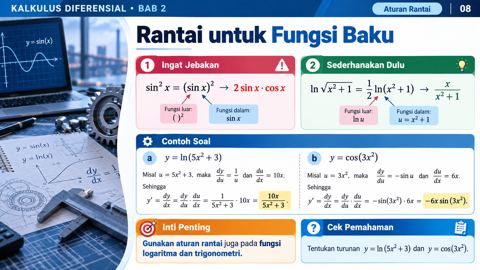 KALKULUS DIFERENSIAL • BAB 2
Aturan Rantai
08
Rantai untuk Fungsi Baku
1 Ingat Jebakan
sin² x = (sin x)² → 2 sin x · cos x
Fungsi luar: ( )²
Fungsi dalam: sin x
2 Sederhanakan Dulu
ln √(x² + 1) = 1/2 ln(x² + 1) → x/(x² + 1)
Fungsi luar: ln u
Fungsi dalam: u = x² + 1
Contoh Soal
a y = ln(5x² + 3)
Misal u = 5x² + 3, maka dy/du = 1/u dan du/dx = 10x.
Sehingga
y′ = dy/dx = dy/du · du/dx = 1/(5x² + 3) · 10x = 10x/(5x² + 3).
b y = cos(3x²)
Misal u = 3x², maka dy/du = −sin u dan du/dx = 6x.
Sehingga
y′ = dy/dx = dy/du · du/dx = −sin(3x²) · 6x = −6x sin(3x²).
Inti Penting
Gunakan aturan rantai juga pada fungsi
logaritma dan trigonometri.
Cek Pemahaman
Tentukan turunan y = ln(5x² + 3) dan y = cos(3x²).
y = sin(x)
dy/dx